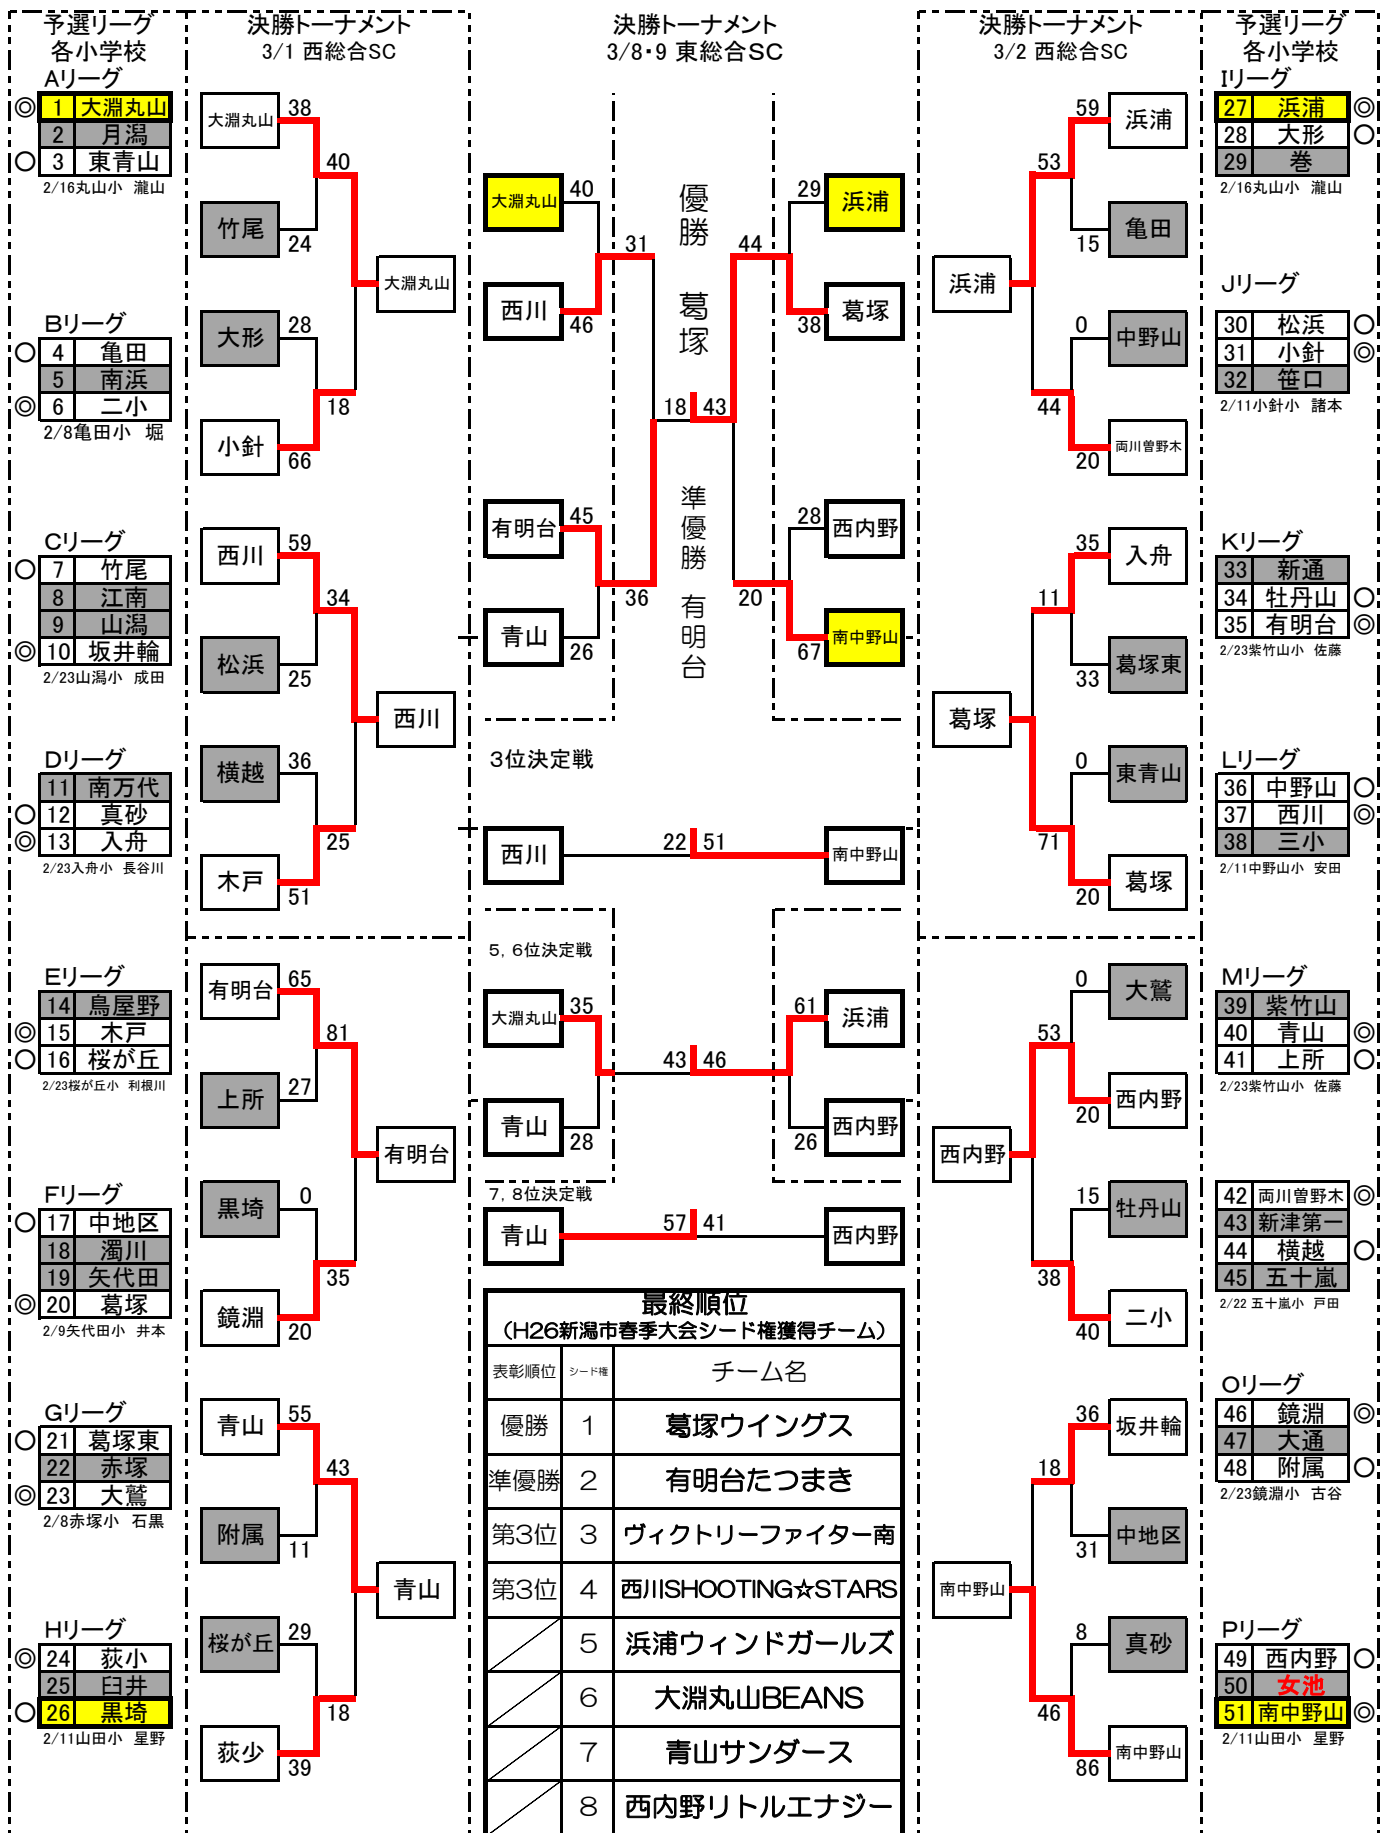 予選リーグ
各小学校
Aリーグ
◎ 1 大淵丸山
2 月潟
○ 3 東青山
2/16丸山小 瀧山
Bリーグ
○ 4 亀田
5 南浜
◎ 6 二小
2/8亀田小 堀
Cリーグ
○ 7 竹尾
8 江南
9 山潟
◎ 10 坂井輪
2/23山潟小 成田
Dリーグ
11 南万代
○ 12 真砂
◎ 13 入舟
2/23入舟小 長谷川
Eリーグ
14 鳥屋野
◎ 15 木戸
○ 16 桜が丘
2/23桜が丘小 利根川
Fリーグ
○ 17 中地区
18 濁川
19 矢代田
◎ 20 葛塚
2/9矢代田小 井本
Gリーグ
○ 21 葛塚東
22 赤塚
◎ 23 大鷲
2/8赤塚小 石黒
Hリーグ
◎ 24 荻小
25 臼井
○ 26 黒埼
2/11山田小 星野
決勝トーナメント
3/1 西総合SC
大淵丸山 38
40
竹尾 24
大淵丸山
大形 28
18
小針 66
西川 59
34
松浜 25
西川
横越 36
25
木戸 51
有明台 65
81
上所 27
有明台
黒埼 0
35
鏡淵 20
青山 55
43
附属 11
青山
桜が丘 29
18
荻少 39
決勝トーナメント
3/8・9 東総合SC
大淵丸山 40
31
西川 46
優勝 葛塚
29 浜浦
44
38 葛塚
18 43
有明台 45
36
青山 26
準優勝 有明台
28 西内野
20
67 南中野山
3位決定戦
西川 22 51 南中野山
5, 6位決定戦
大淵丸山 35 61 浜浦
43 46
青山 28 26 西内野
7, 8位決定戦
青山 57 41 西内野
最終順位
（H26新潟市春季大会シード権獲得チーム）
表彰順位 シード権 チーム名
優勝 1 葛塚ウイングス
準優勝 2 有明台たつまき
第3位 3 ヴィクトリーファイター南
第3位 4 西川SHOOTING☆STARS
5 浜浦ウィンドガールズ
6 大淵丸山BEANS
7 青山サンダース
8 西内野リトルエナジー
決勝トーナメント
3/2 西総合SC
59 浜浦
53
15 亀田
浜浦
0 中野山
44
20 両川曽野木
35 入舟
11
33 葛塚東
葛塚
0 東青山
71
20 葛塚
0 大鷲
53
20 西内野
西内野
15 牡丹山
38
40 二小
36 坂井輪
18
31 中地区
南中野山
8 真砂
46
86 南中野山
予選リーグ
各小学校
Iリーグ
27 浜浦 ◎
28 大形 ○
29 巻
2/16丸山小 瀧山
Jリーグ
30 松浜 ○
31 小針 ◎
32 笹口
2/11小針小 諸本
Kリーグ
33 新通
34 牡丹山 ○
35 有明台 ◎
2/23紫竹山小 佐藤
Lリーグ
36 中野山 ○
37 西川 ◎
38 三小
2/11中野山小 安田
Mリーグ
39 紫竹山
40 青山 ◎
41 上所 ○
2/23紫竹山小 佐藤
42 両川曽野木 ◎
43 新津第一
44 横越 ○
45 五十嵐
2/22 五十嵐小 戸田
Oリーグ
46 鏡淵 ◎
47 大通
48 附属 ○
2/23鏡淵小 古谷
Pリーグ
49 西内野 ○
50 女池
51 南中野山 ◎
2/11山田小 星野